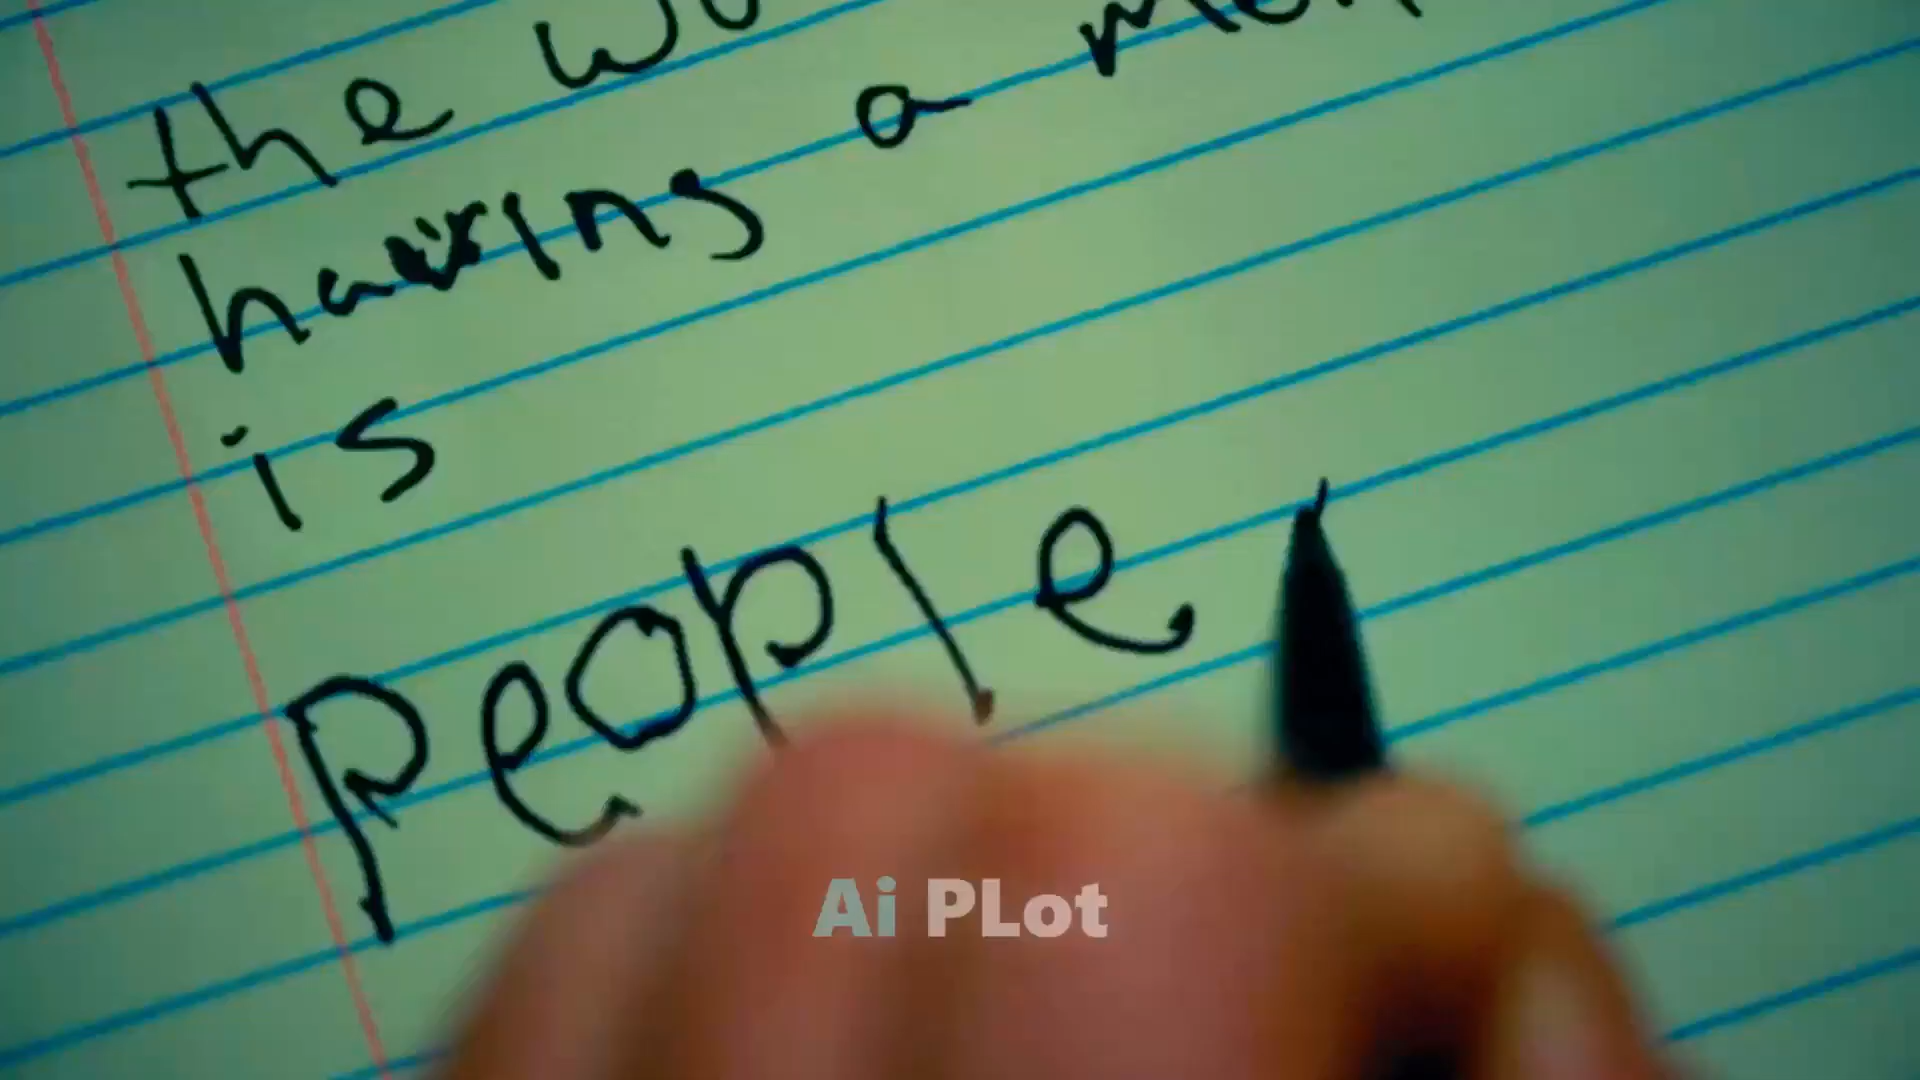 the
having a
is
people
Ai PLot